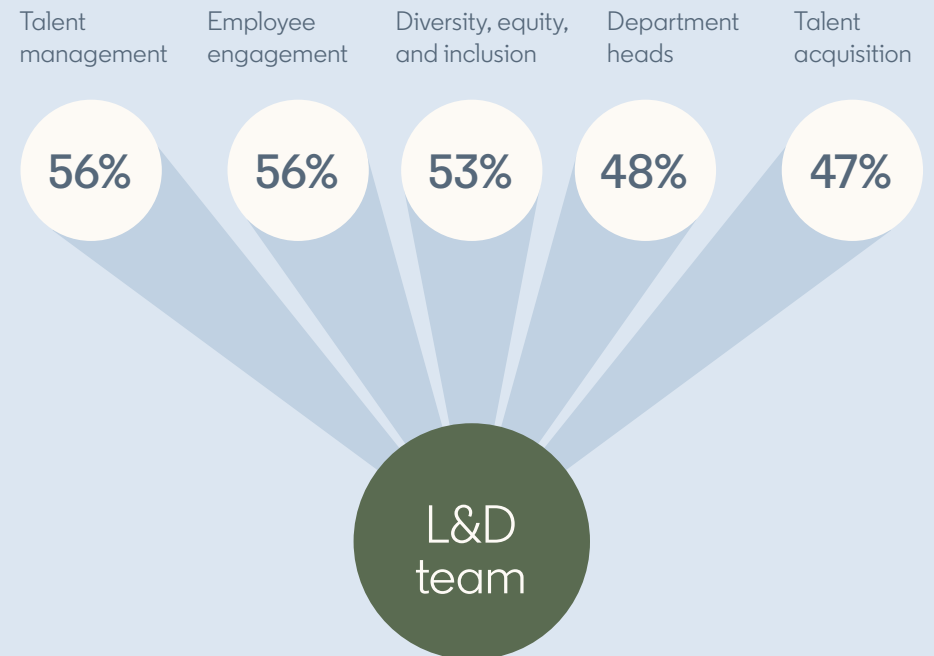 Talent
management
Employee
engagement
Diversity, equity,
and inclusion
Department
heads
Talent
acquisition
56%
56%
53%
48%
47%
L&D
team